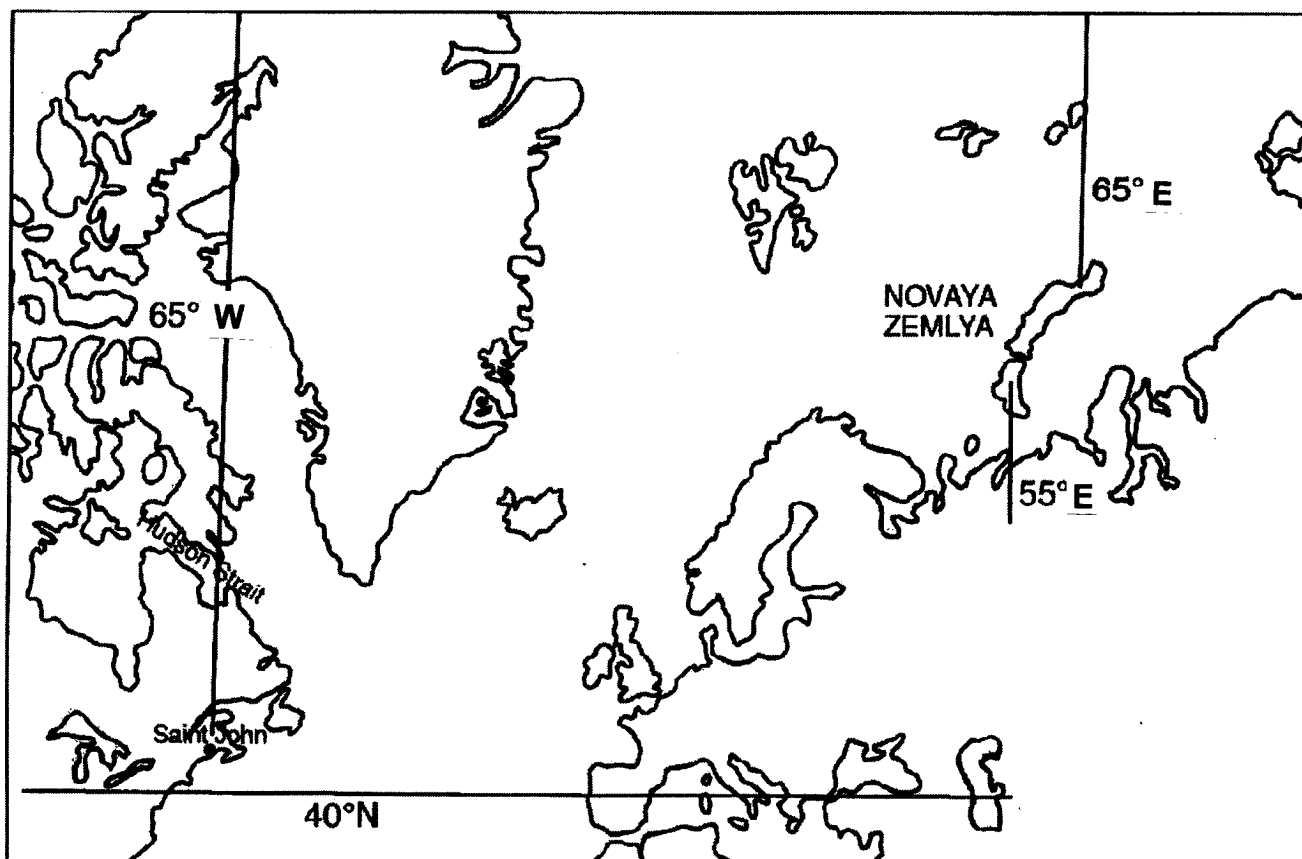 65° E
NOVAYA
ZEMLYA
65° W
55° E
Hudson Strait
Saint John
40°N